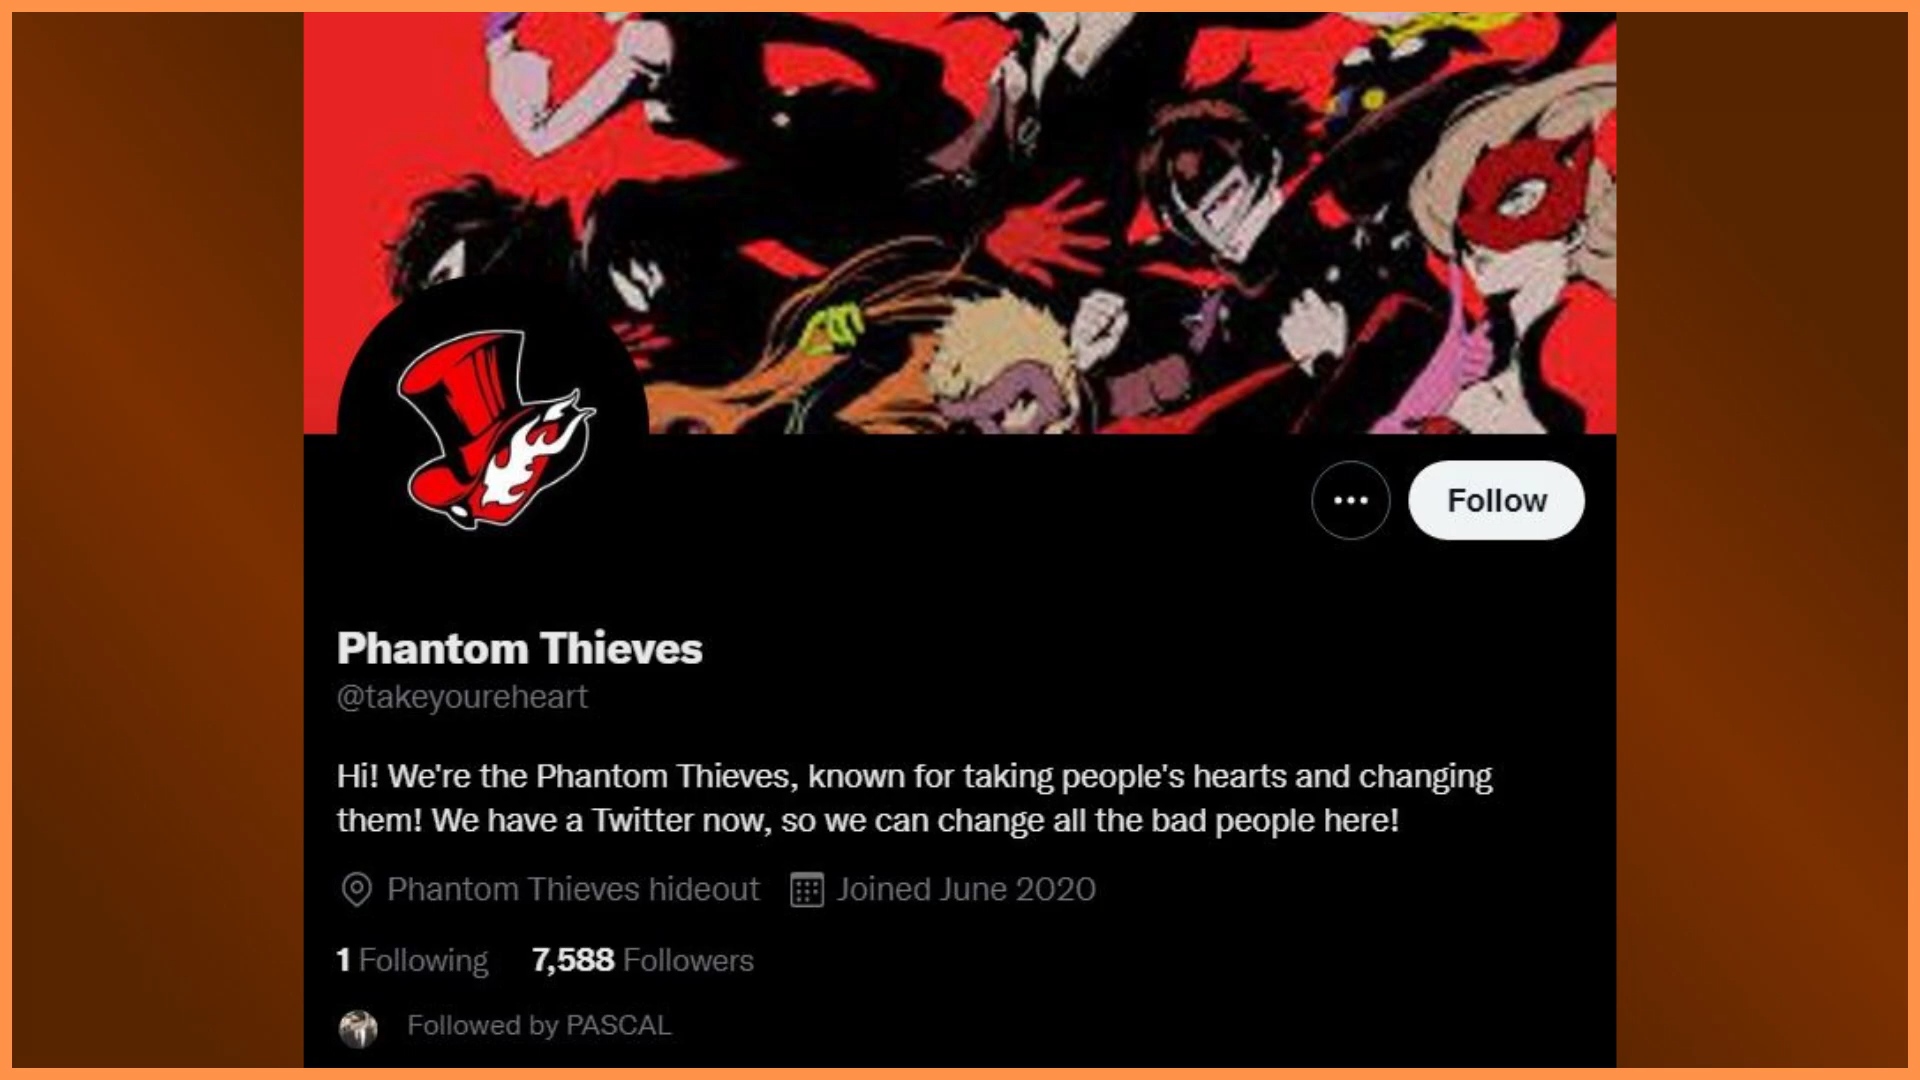 Follow
Phantom Thieves
@takeyoureheart
Hi! We're the Phantom Thieves, known for taking people's hearts and changing
them! We have a Twitter now, so we can change all the bad people here!
Phantom Thieves hideout Joined June 2020
1 Following 7,588 Followers
Followed by PASCAL